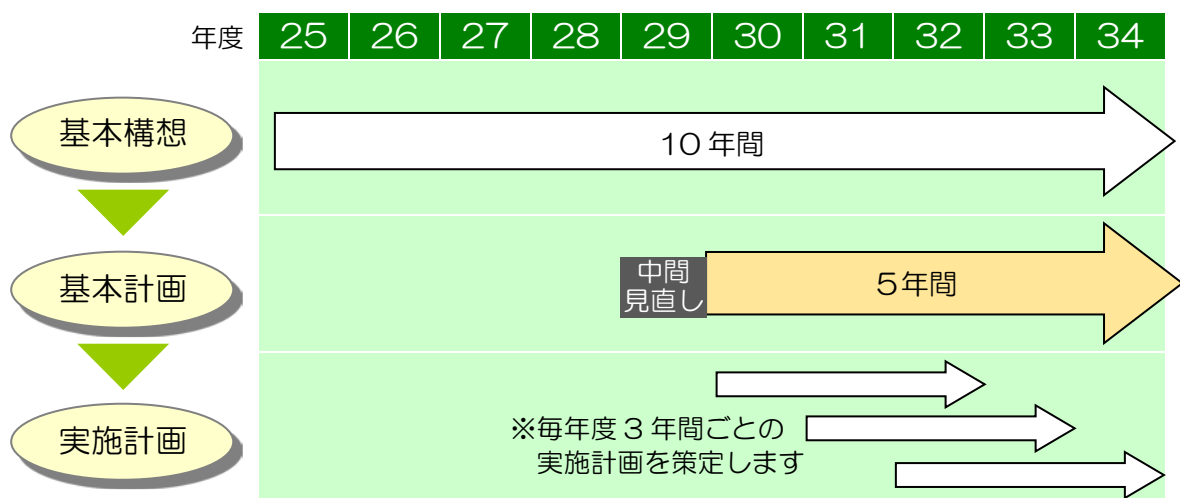 年度 25 26 27 28 29 30 31 32 33 34
基本構想
10年間
基本計画
中間
見直し
5年間
実施計画
※毎年度3年間ごとの
実施計画を策定します